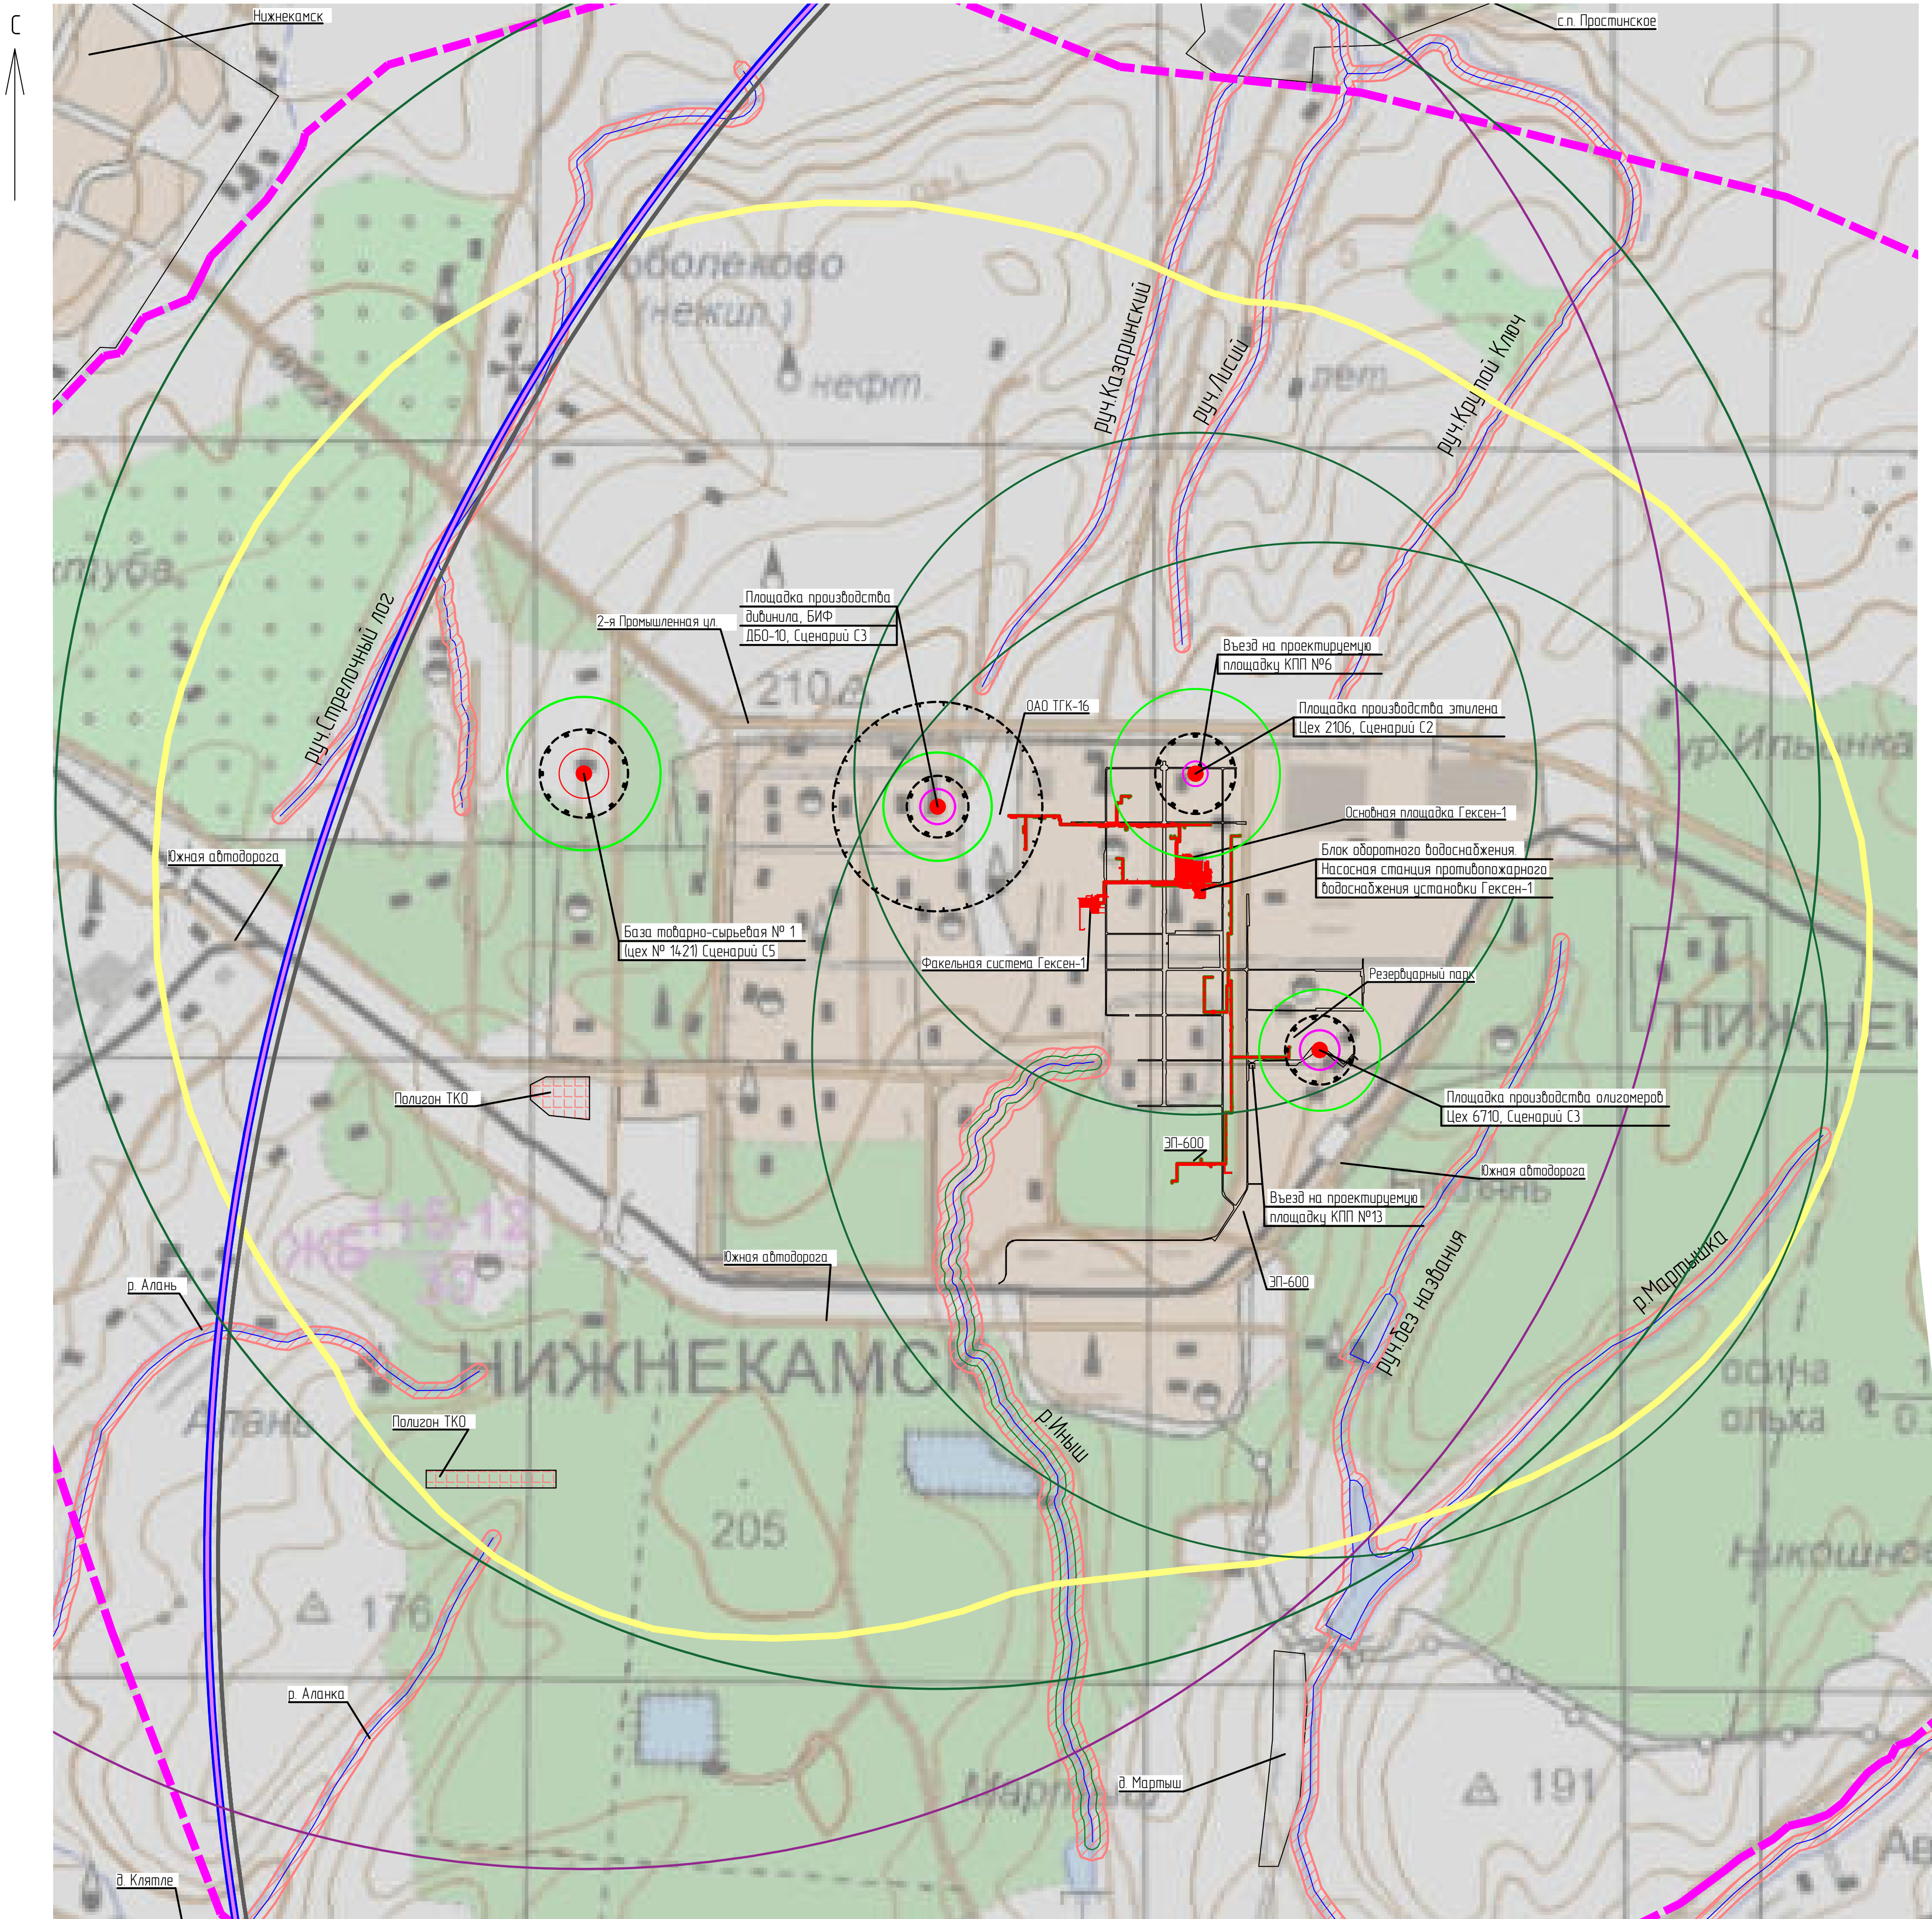 С
Нижнекамск
с.п. Простинское
(нежил.)
нефт.
лет.
руч.Казаринский
руч.Лисий
руч.Крутой Ключ
руч.Стрелочный лог
Площадка производства
дивинила, БИФ
ДБО-10, Сценарий С3
2-я Промышленная ул.
210
ОАО ТГК-16
Въезд на проектируемую
площадку КПП №6
Площадка производства этилена
Цех 2106, Сценарий С2
Основная площадка Гексен-1
Блок оборотного водоснабжения.
Насосная станция противопожарного
водоснабжения установки Гексен-1
Южная автодорога
База товарно-сырьевая № 1
(цех № 1421) Сценарий С5
Факельная система Гексен-1
Резервуарный парк
НИЖНЕК
Полигон ТКО
Площадка производства олигомеров
Цех 6710, Сценарий С3
ЭП-600
Южная автодорога
Въезд на проектируемую
площадку КПП №13
Южная автодорога
ЭП-600
р. Алань
ЖБ
руч.без названия
р.Мартышка
НИЖНЕКАМСК
Алань
осина
ольха
Полигон ТКО
р.Иныш
205
176
р. Аланка
д. Мартыш
Мартыш
191
Ав
д. Клятле